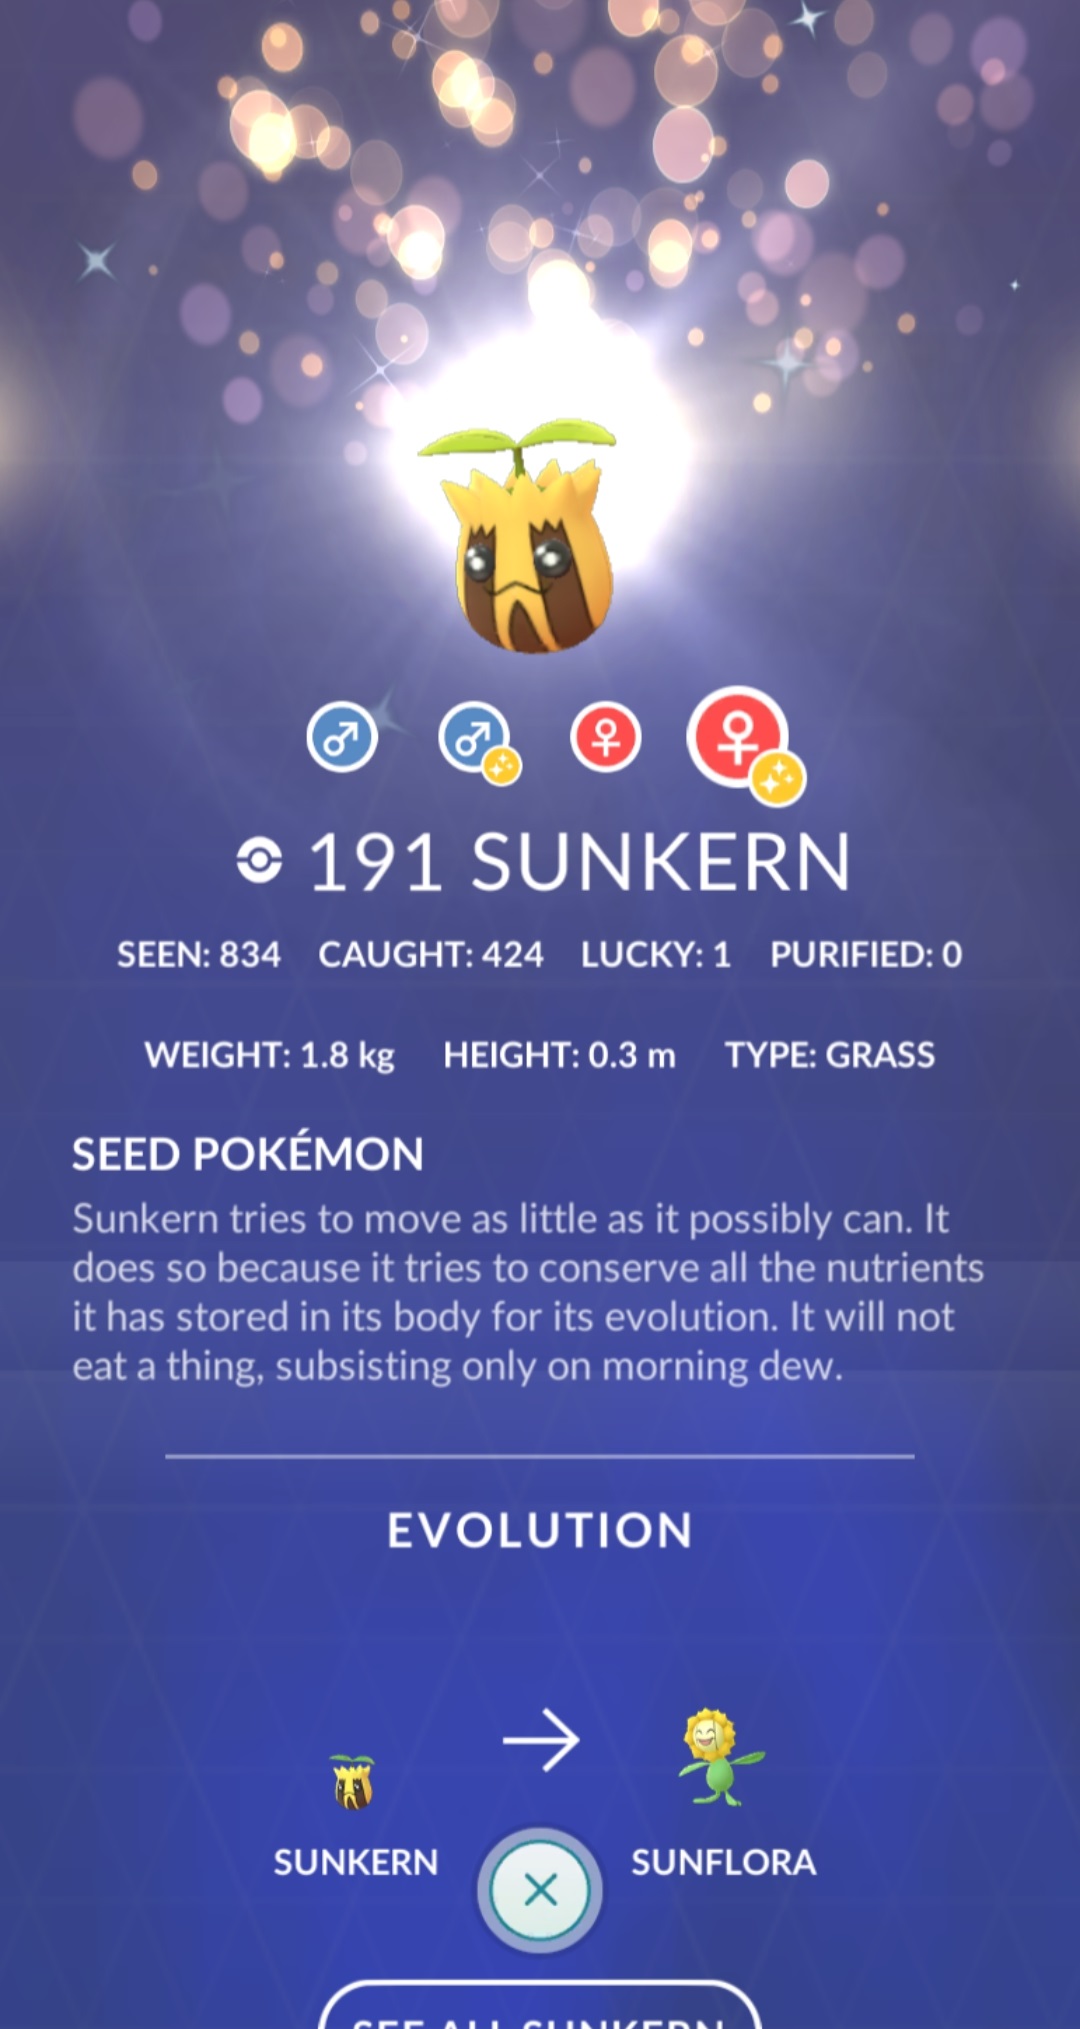 191 SUNKERN
SEEN: 834 CAUGHT: 424 LUCKY: 1 PURIFIED: 0
WEIGHT: 1.8 kg HEIGHT: 0.3 m TYPE: GRASS
SEED POKÉMON
Sunkern tries to move as little as it possibly can. It
does so because it tries to conserve all the nutrients
it has stored in its body for its evolution. It will not
eat a thing, subsisting only on morning dew.
EVOLUTION
SUNKERN SUNFLORA
SEE ALL SUNKERN